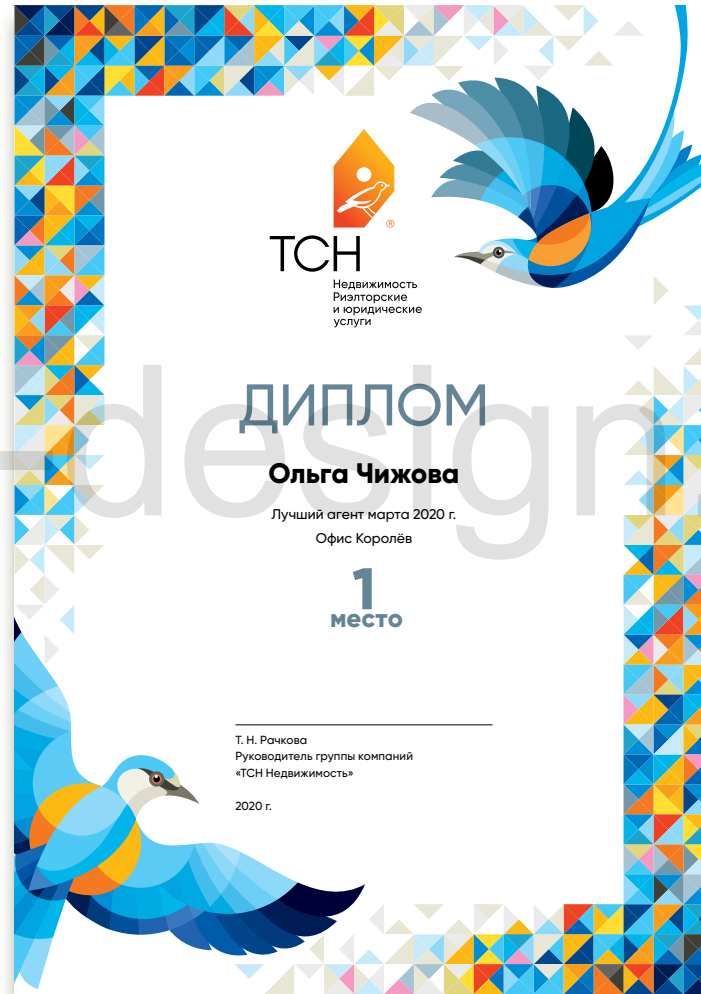 ®
ТСН
Недвижимость
Риэлторские
и юридические
услуги
-design
ДИПЛОМ
Ольга Чижова
Лучший агент марта 2020 г.
Офис Королёв
1
место
Т. Н. Рачкова
Руководитель группы компаний
«ТСН Недвижимость»
2020 г.